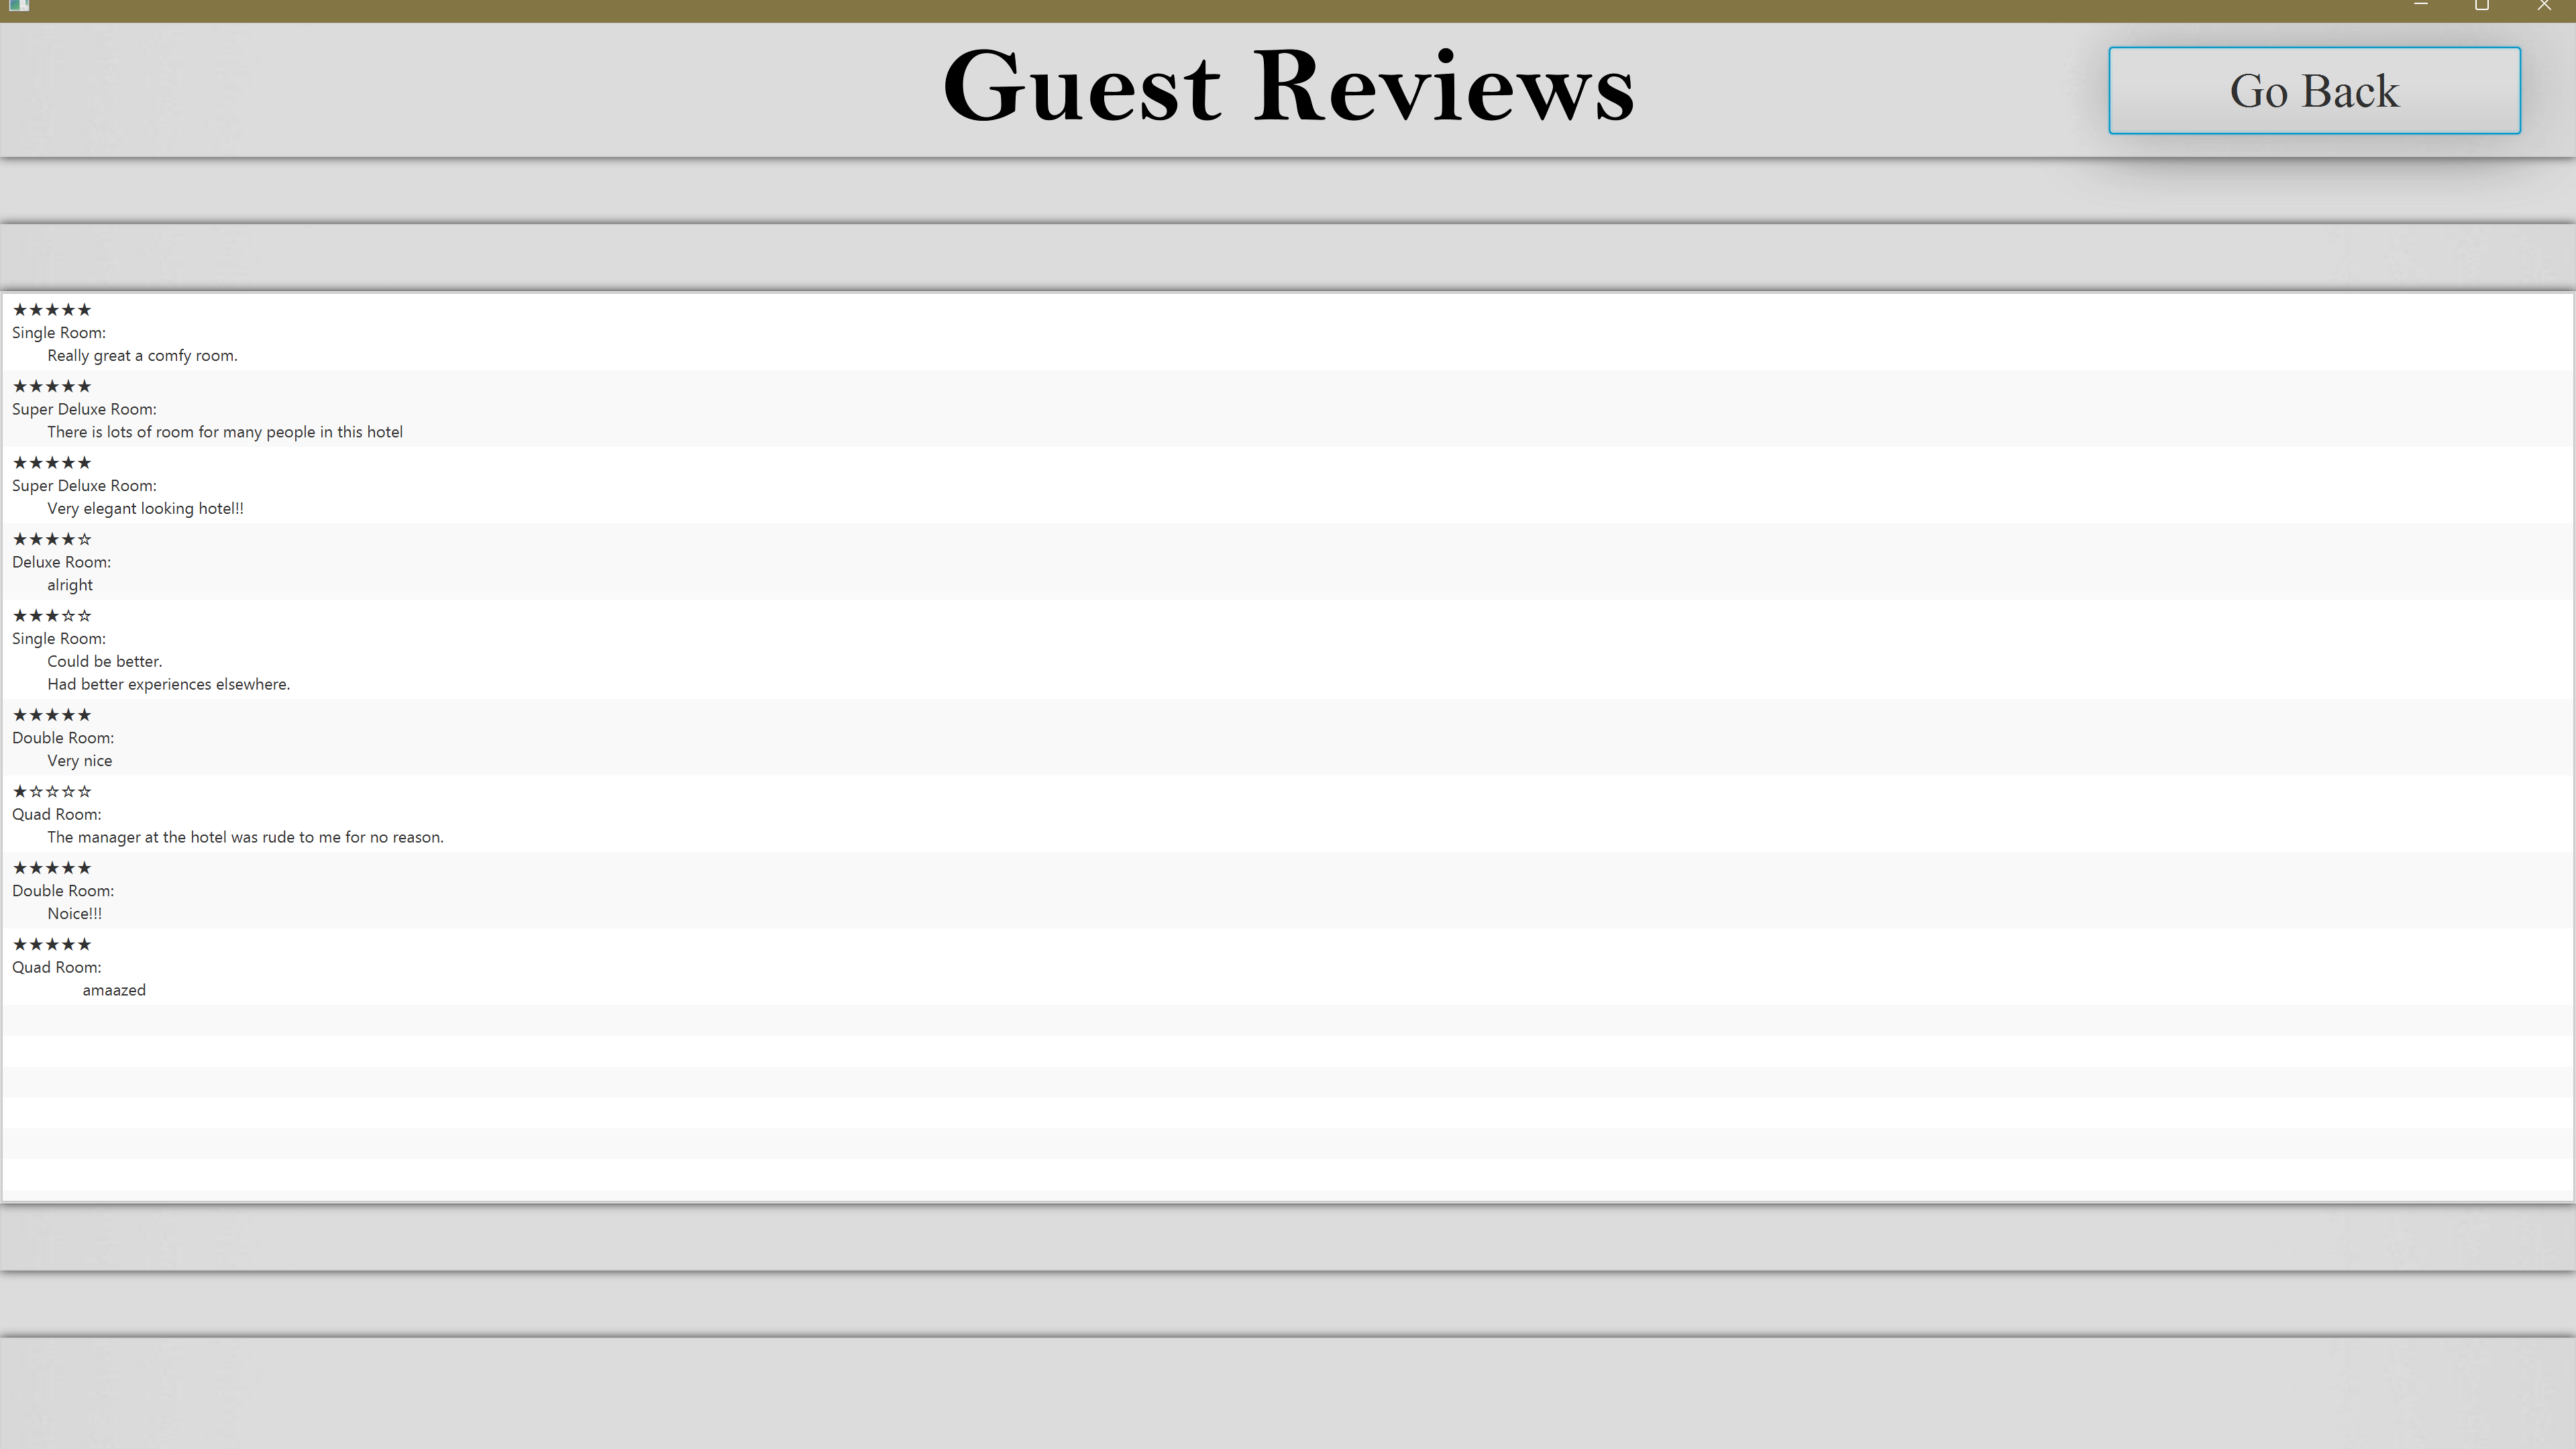 Guest Reviews
Go Back
★★★★★
Single Room:
Really great a comfy room.
★★★★★
Super Deluxe Room:
There is lots of room for many people in this hotel
★★★★★
Super Deluxe Room:
Very elegant looking hotel!!
★★★★☆
Deluxe Room:
alright
★★★☆☆
Single Room:
Could be better.
Had better experiences elsewhere.
★★★★★
Double Room:
Very nice
★☆☆☆☆
Quad Room:
The manager at the hotel was rude to me for no reason.
★★★★★
Double Room:
Noice!!!
★★★★★
Quad Room:
amaazed